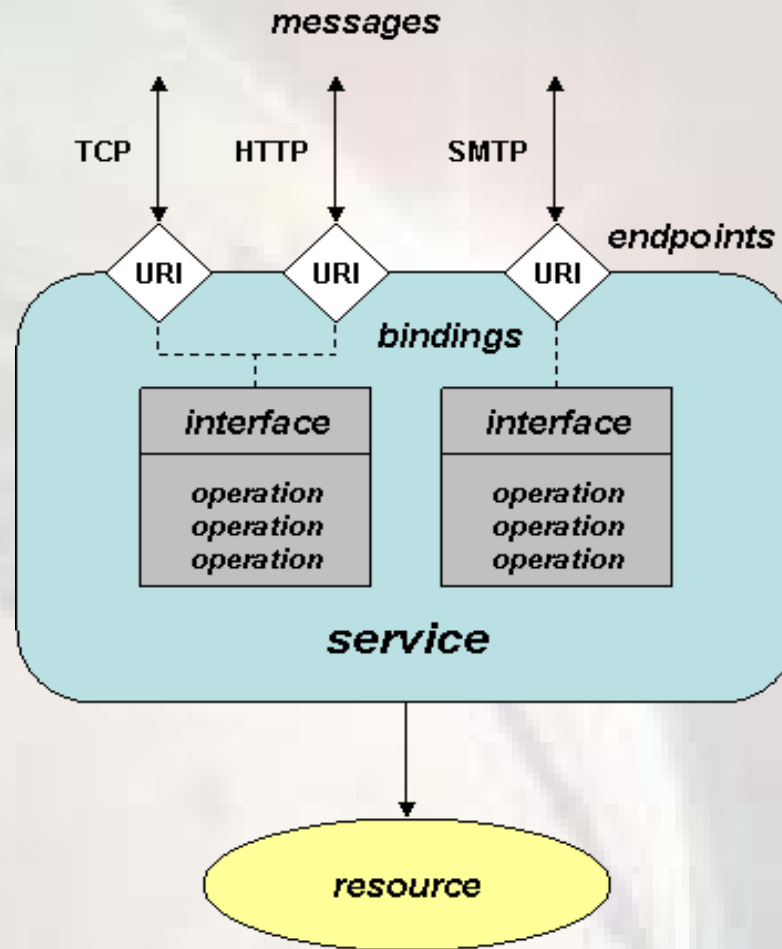 messages
TCP HTTP SMTP
endpoints
URI URI URI
bindings
interface interface
operation operation
operation operation
operation operation
service
resource